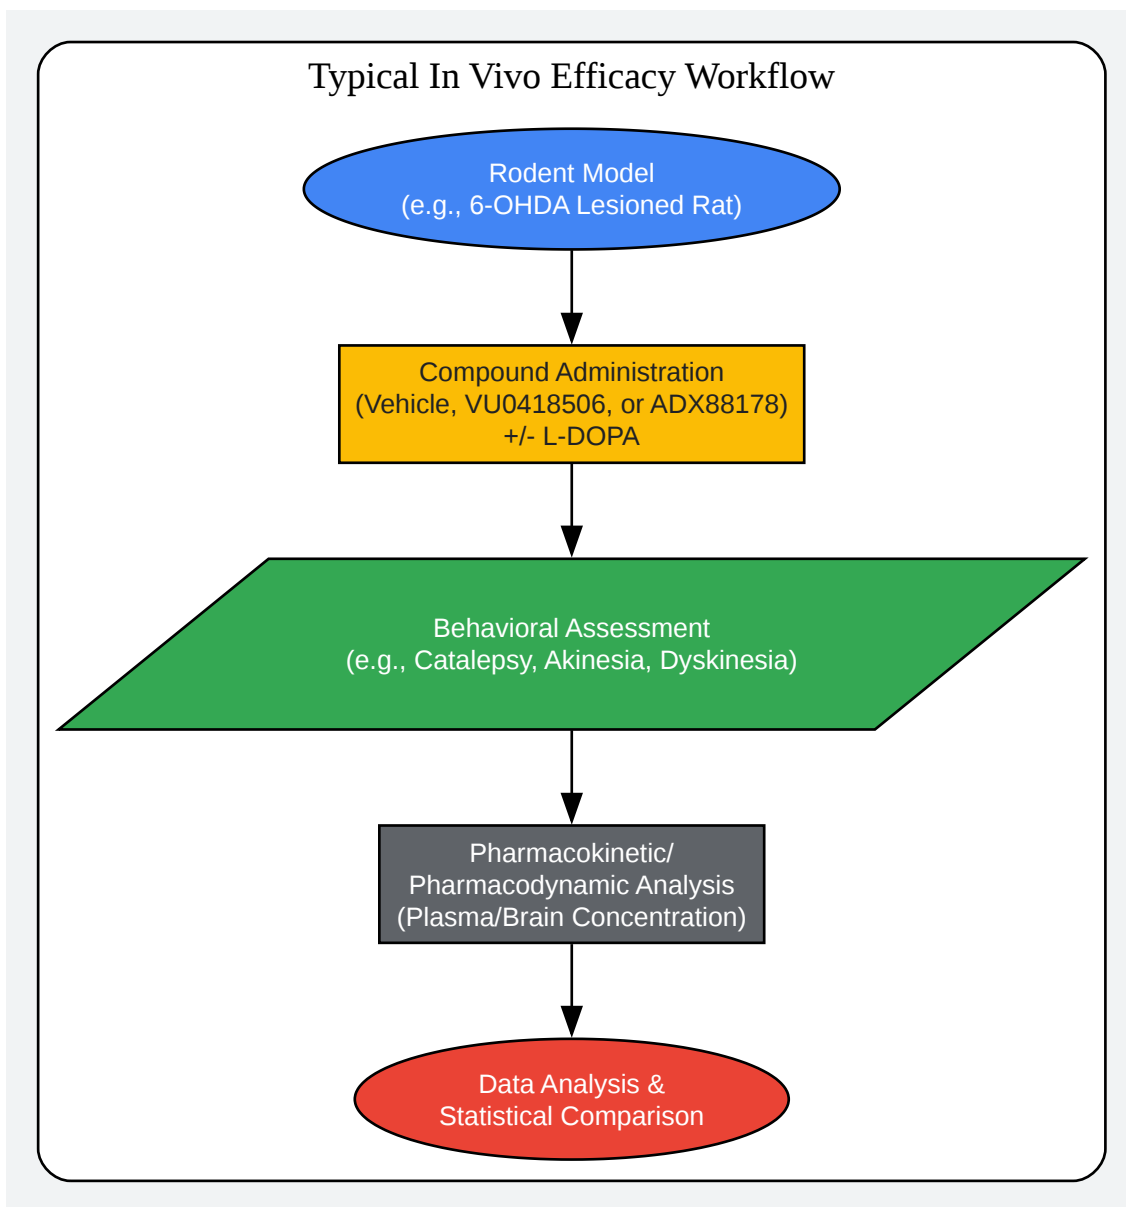 Typical In Vivo Efficacy Workflow
Rodent Model
(e.g., 6-OHDA Lesioned Rat)
Compound Administration
(Vehicle, VU0418506, or ADX88178)
+/- L-DOPA
Behavioral Assessment
(e.g., Catalepsy, Akinesia, Dyskinesia)
Pharmacokinetic/
Pharmacodynamic Analysis
(Plasma/Brain Concentration)
Data Analysis &
Statistical Comparison